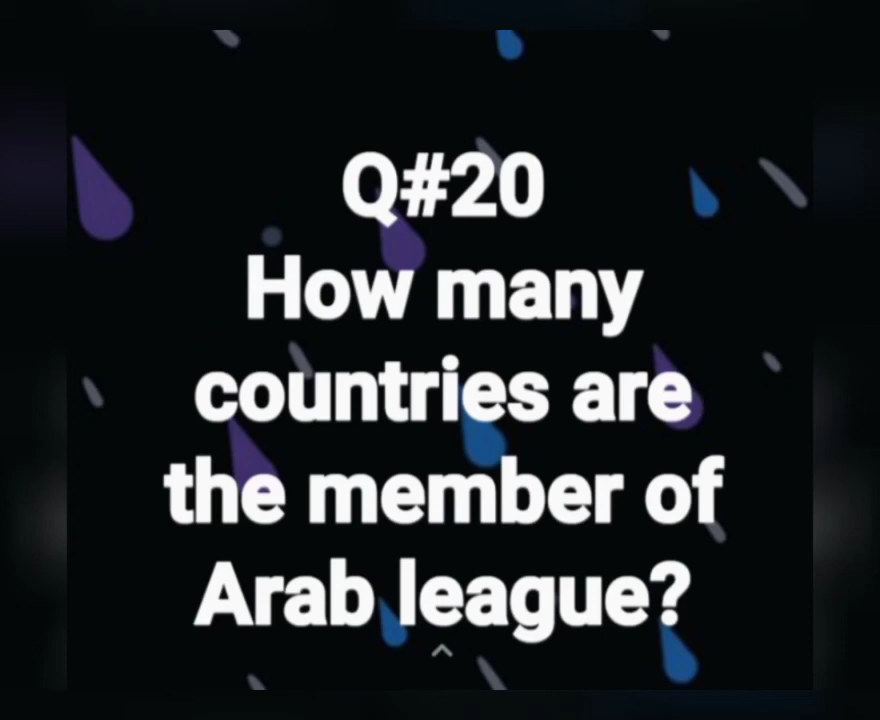 Q#20
How many
countries are
the member of
Arab league?